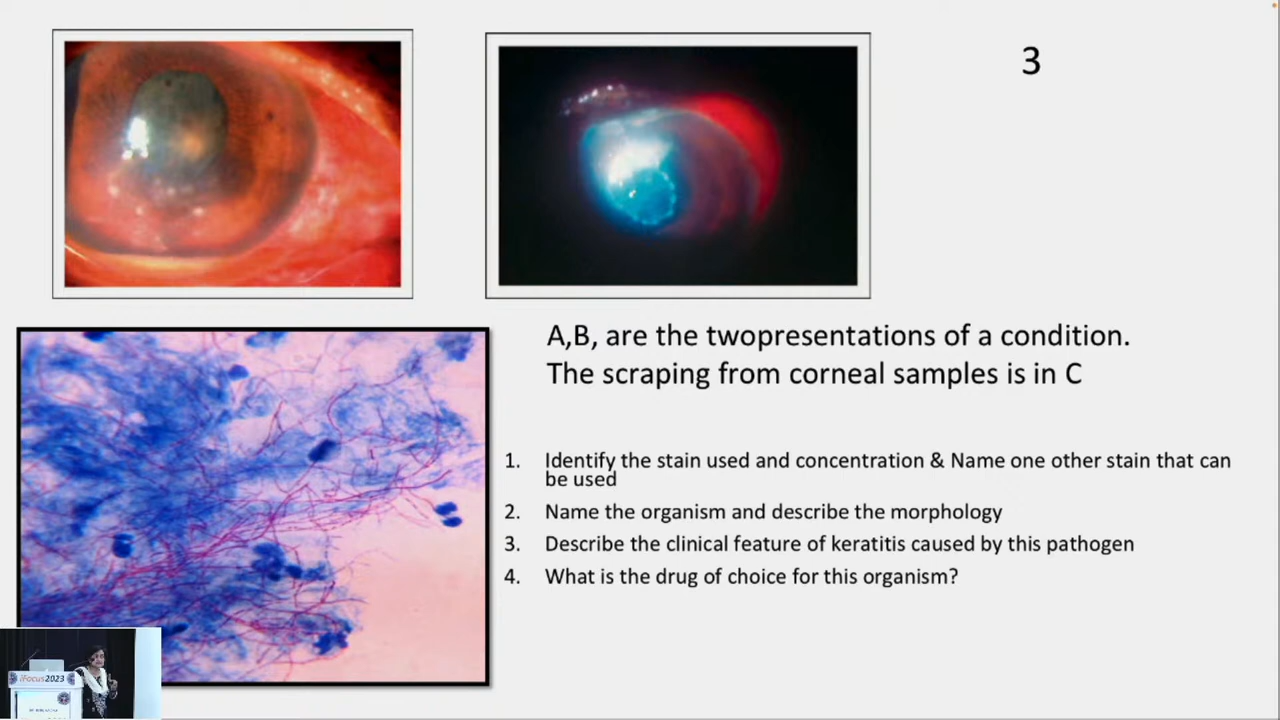 3
A,B, are the twopresentations of a condition.
The scraping from corneal samples is in C
1. Identify the stain used and concentration & Name one other stain that can
be used
2. Name the organism and describe the morphology
3. Describe the clinical feature of keratitis caused by this pathogen
4. What is the drug of choice for this organism?
iFocus2023